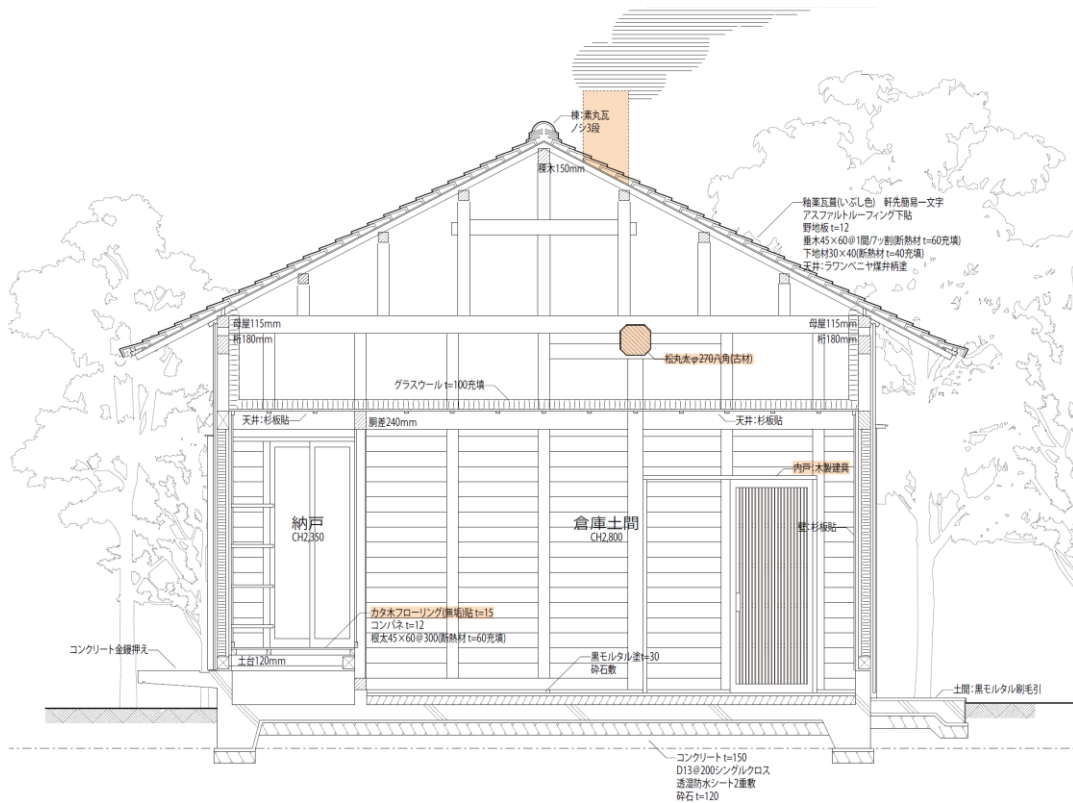 棟:素丸瓦
ノシ3段
棟木150mm
釉薬瓦葺(いぶし色) 軒先簡易一文字
アスファルトルーフィング下貼
野地板 t=12
垂木45×60@1間/7ッ割(断熱材 t=60充填)
下地材30×40(断熱材 t=40充填)
天井:ラワンベニヤ煤弁柄塗
母屋115mm
桁180mm
母屋115mm
桁180mm
松丸太φ270八角(古材)
グラスウール t=100充填
天井:杉板貼
胴差240mm
天井:杉板貼
内戸:木製建具
納戸
CH2,350
倉庫土間
CH2,800
壁:杉板貼
カタ木フローリング(無垢)貼 t=15
コンパネ t=12
根太45×60@300(断熱材 t=60充填)
コンクリート金鏝押え
土台120mm
黒モルタル塗t=30
砕石敷
土間:黒モルタル刷毛引
コンクリート t=150
D13@200シングルクロス
透湿防水シート2重敷
砕石 t=120